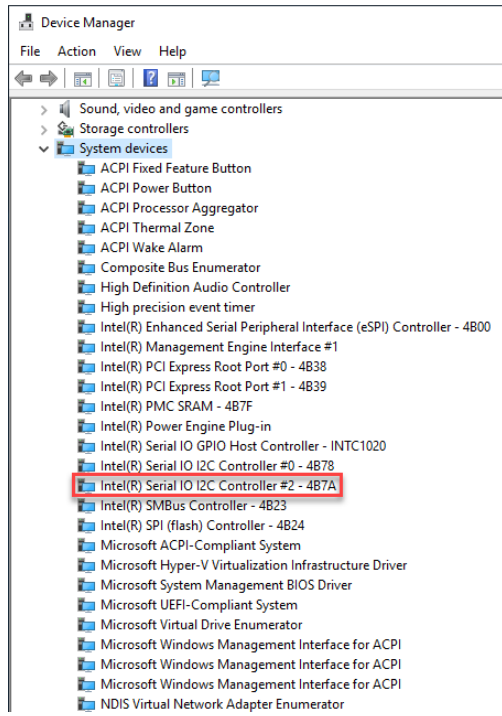 Device Manager
File Action View Help
Sound, video and game controllers
Storage controllers
System devices
ACPI Fixed Feature Button
ACPI Power Button
ACPI Processor Aggregator
ACPI Thermal Zone
ACPI Wake Alarm
Composite Bus Enumerator
High Definition Audio Controller
High precision event timer
Intel(R) Enhanced Serial Peripheral Interface (eSPI) Controller - 4B00
Intel(R) Management Engine Interface #1
Intel(R) PCI Express Root Port #0 - 4B38
Intel(R) PCI Express Root Port #1 - 4B39
Intel(R) PMC SRAM - 4B7F
Intel(R) Power Engine Plug-in
Intel(R) Serial IO GPIO Host Controller - INTC1020
Intel(R) Serial IO I2C Controller #0 - 4B78
Intel(R) Serial IO I2C Controller #2 - 4B7A
Intel(R) SMBus Controller - 4B23
Intel(R) SPI (flash) Controller - 4B24
Microsoft ACPI-Compliant System
Microsoft Hyper-V Virtualization Infrastructure Driver
Microsoft System Management BIOS Driver
Microsoft UEFI-Compliant System
Microsoft Virtual Drive Enumerator
Microsoft Windows Management Interface for ACPI
Microsoft Windows Management Interface for ACPI
Microsoft Windows Management Interface for ACPI
NDIS Virtual Network Adapter Enumerator